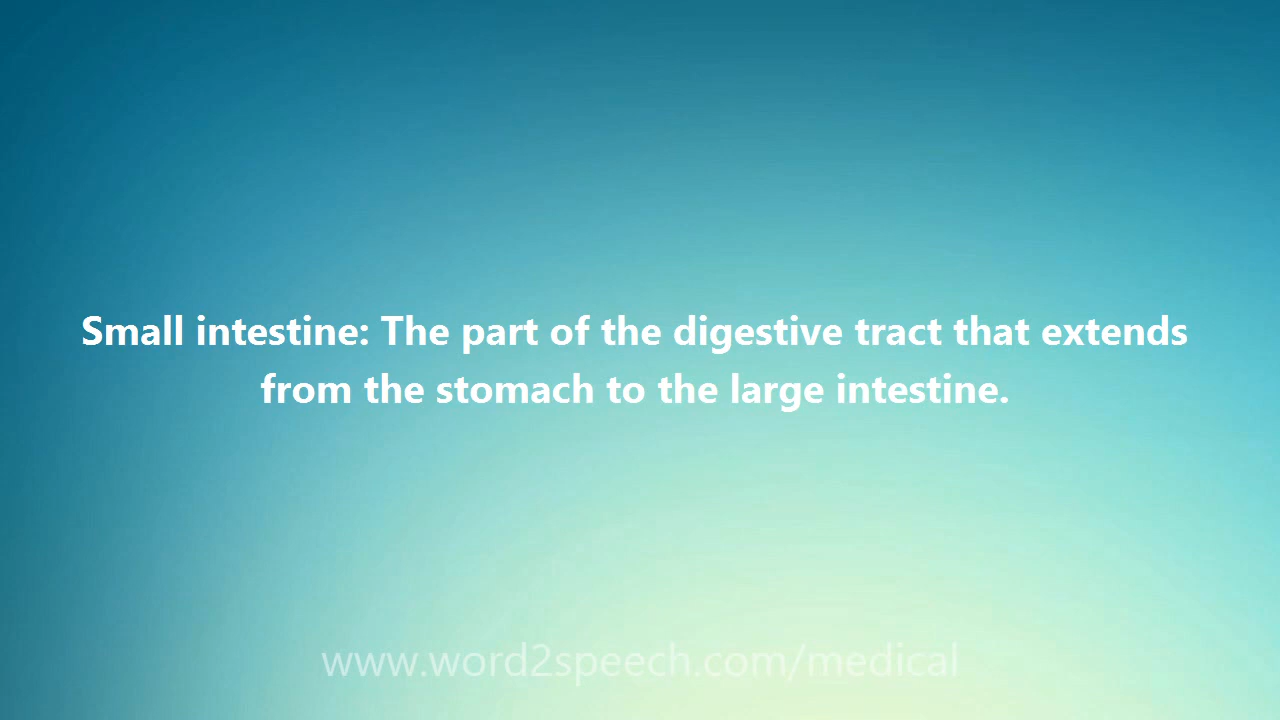 Small intestine: The part of the digestive tract that extends
from the stomach to the large intestine.
www.word2speech.com/medical